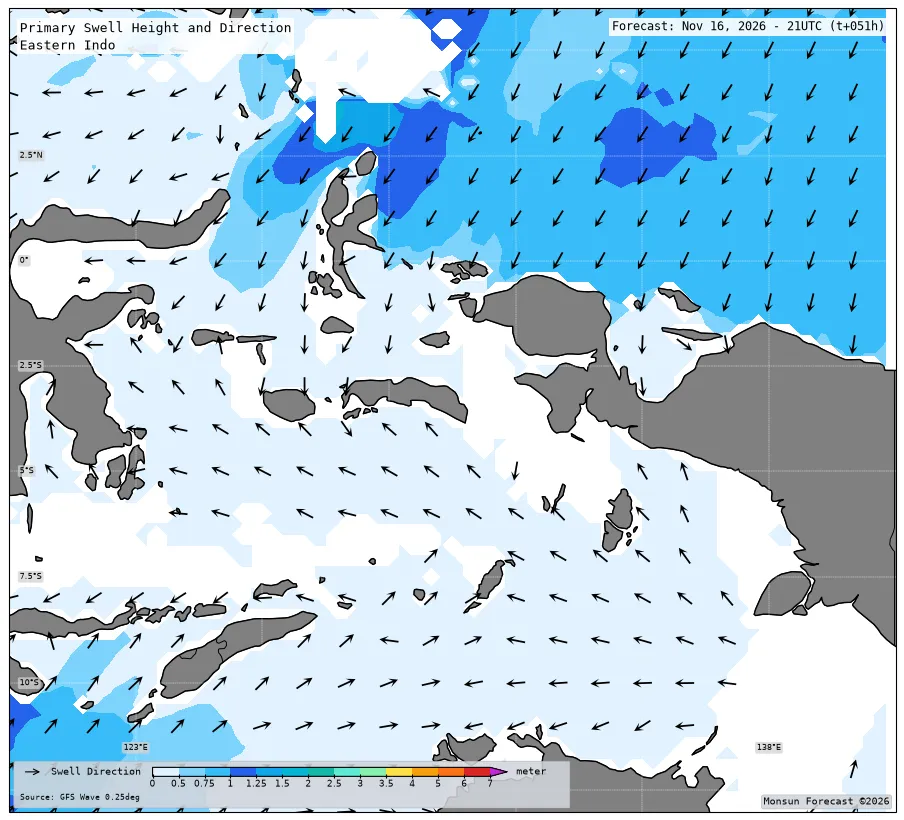 Primary Swell Height and Direction
Eastern Indo
Forecast: Nov 16, 2026 - 21UTC (t+051h)
2.5°N
0°
2.5°S
5°S
7.5°S
10°S
123°E
138°E
Swell Direction
0 0.5 0.75 1 1.25 1.5 2 2.5 3 3.5 4 5 6 7
meter
Source: GFS Wave 0.25deg
Monsun Forecast ©2026